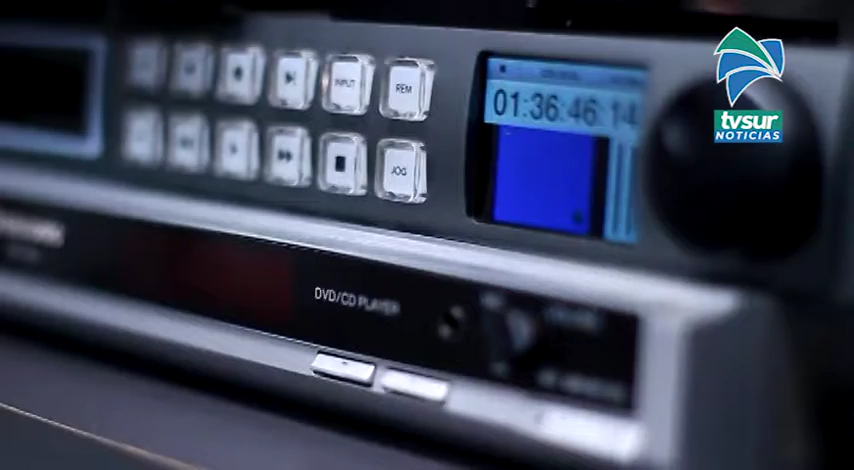 tvsur
NOTICIAS
INPUT
REM
01:36:46:14
JOG
DVD/CD PLAYER